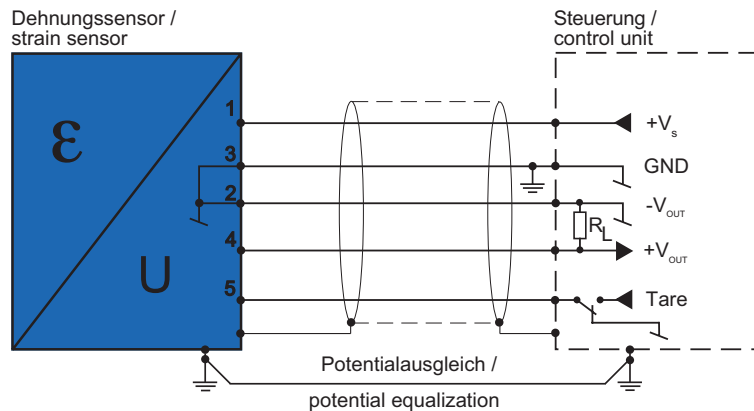 Dehnungssensor /
strain sensor
Steuerung /
control unit
ε
U
1
3
2
4
5
+Vs
GND
-VOUT
RL
+VOUT
Tare
Potentialausgleich /
potential equalization